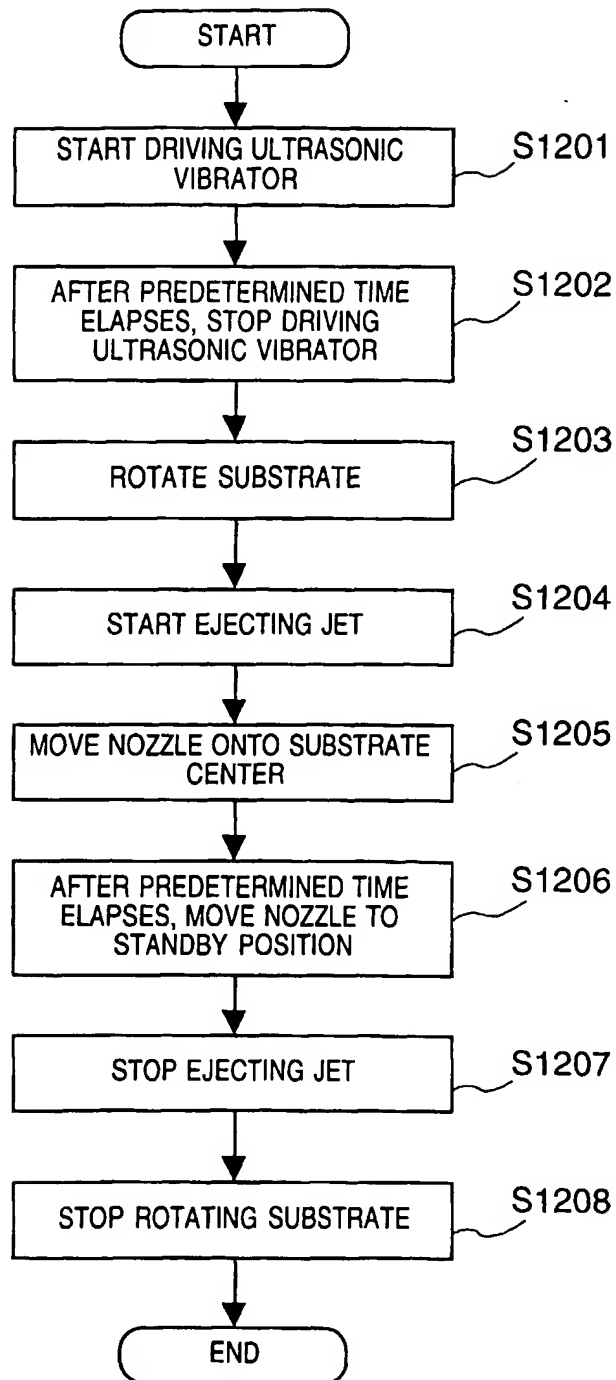 START
START DRIVING ULTRASONIC
VIBRATOR
S1201
AFTER PREDETERMINED TIME
ELAPSES, STOP DRIVING
ULTRASONIC VIBRATOR
S1202
ROTATE SUBSTRATE
S1203
START EJECTING JET
S1204
MOVE NOZZLE ONTO SUBSTRATE
CENTER
S1205
AFTER PREDETERMINED TIME
ELAPSES, MOVE NOZZLE TO
STANDBY POSITION
S1206
STOP EJECTING JET
S1207
STOP ROTATING SUBSTRATE
S1208
END